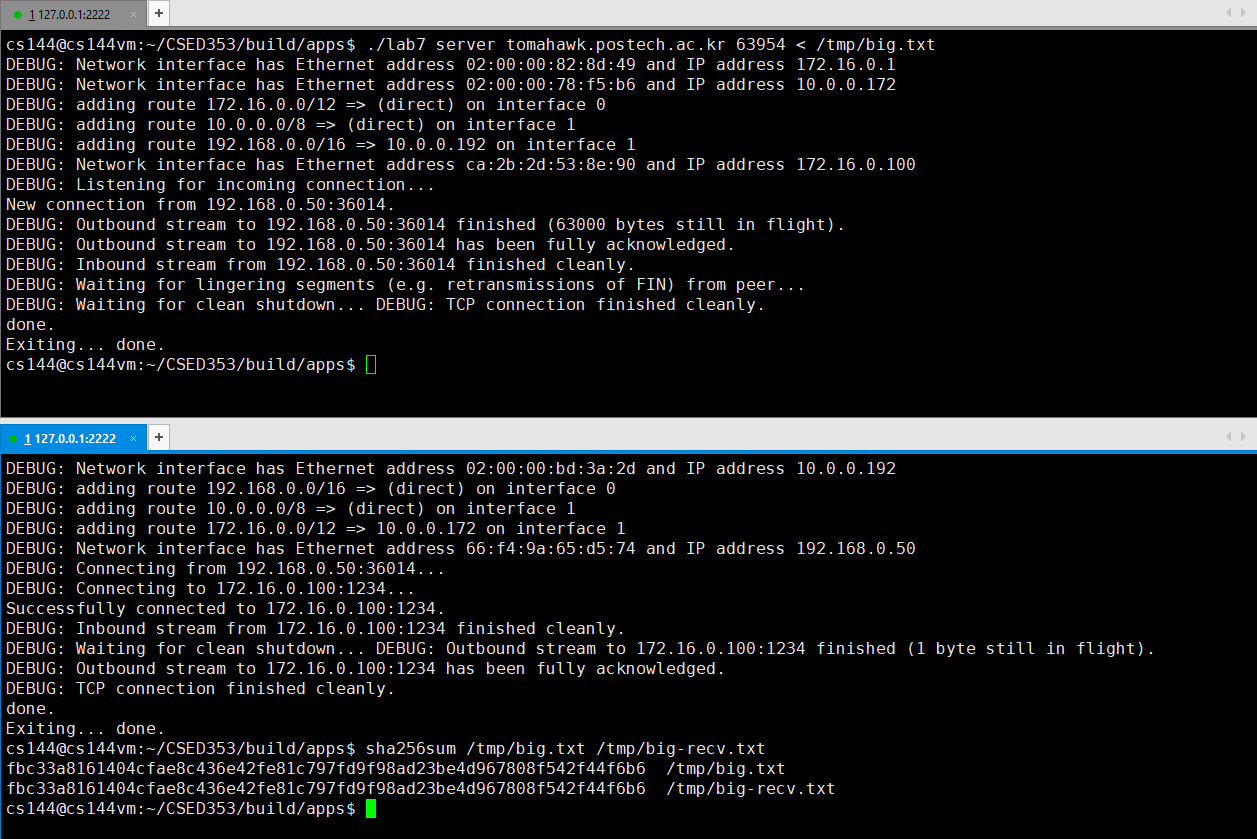 1 127.0.0.1:2222 × +
cs144@cs144vm:~/CSED353/build/apps$ ./lab7 server tomahawk.postech.ac.kr 63954 < /tmp/big.txt
DEBUG: Network interface has Ethernet address 02:00:00:82:8d:49 and IP address 172.16.0.1
DEBUG: Network interface has Ethernet address 02:00:00:78:f5:b6 and IP address 10.0.0.172
DEBUG: adding route 172.16.0.0/12 => (direct) on interface 0
DEBUG: adding route 10.0.0.0/8 => (direct) on interface 1
DEBUG: adding route 192.168.0.0/16 => 10.0.0.192 on interface 1
DEBUG: Network interface has Ethernet address ca:2b:2d:53:8e:90 and IP address 172.16.0.100
DEBUG: Listening for incoming connection...
New connection from 192.168.0.50:36014.
DEBUG: Outbound stream to 192.168.0.50:36014 finished (63000 bytes still in flight).
DEBUG: Outbound stream to 192.168.0.50:36014 has been fully acknowledged.
DEBUG: Inbound stream from 192.168.0.50:36014 finished cleanly.
DEBUG: Waiting for lingering segments (e.g. retransmissions of FIN) from peer...
DEBUG: Waiting for clean shutdown... DEBUG: TCP connection finished cleanly.
done.
Exiting... done.
cs144@cs144vm:~/CSED353/build/apps$
1 127.0.0.1:2222 × +
DEBUG: Network interface has Ethernet address 02:00:00:bd:3a:2d and IP address 10.0.0.192
DEBUG: adding route 192.168.0.0/16 => (direct) on interface 0
DEBUG: adding route 10.0.0.0/8 => (direct) on interface 1
DEBUG: adding route 172.16.0.0/12 => 10.0.0.172 on interface 1
DEBUG: Network interface has Ethernet address 66:f4:9a:65:d5:74 and IP address 192.168.0.50
DEBUG: Connecting from 192.168.0.50:36014...
DEBUG: Connecting to 172.16.0.100:1234...
Successfully connected to 172.16.0.100:1234.
DEBUG: Inbound stream from 172.16.0.100:1234 finished cleanly.
DEBUG: Waiting for clean shutdown... DEBUG: Outbound stream to 172.16.0.100:1234 finished (1 byte still in flight).
DEBUG: Outbound stream to 172.16.0.100:1234 has been fully acknowledged.
DEBUG: TCP connection finished cleanly.
done.
Exiting... done.
cs144@cs144vm:~/CSED353/build/apps$ sha256sum /tmp/big.txt /tmp/big-recv.txt
fbc33a8161404cfae8c436e42fe81c797fd9f98ad23be4d967808f542f44f6b6  /tmp/big.txt
fbc33a8161404cfae8c436e42fe81c797fd9f98ad23be4d967808f542f44f6b6  /tmp/big-recv.txt
cs144@cs144vm:~/CSED353/build/apps$